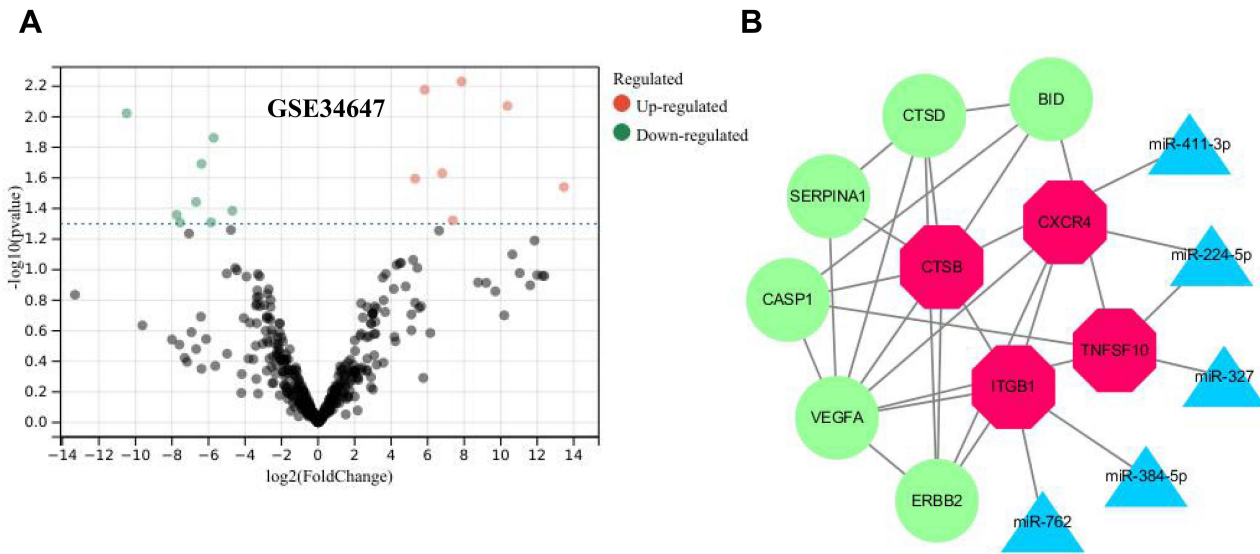 A
GSE34647
-log10(pvalue)
2.2
2.0
1.8
1.6
1.4
1.2
1.0
0.8
0.6
0.4
0.2
0.0
−14 −12 −10 −8 −6 −4 −2 0 2 4 6 8 10 12 14
log2(FoldChange)
Regulated
Up-regulated
Down-regulated
B
CTSD
BID
miR-411-3p
SERPINA1
CXCR4
miR-224-5p
CTSB
CASP1
TNFSF10
miR-327
ITGB1
VEGFA
miR-384-5p
ERBB2
miR-762